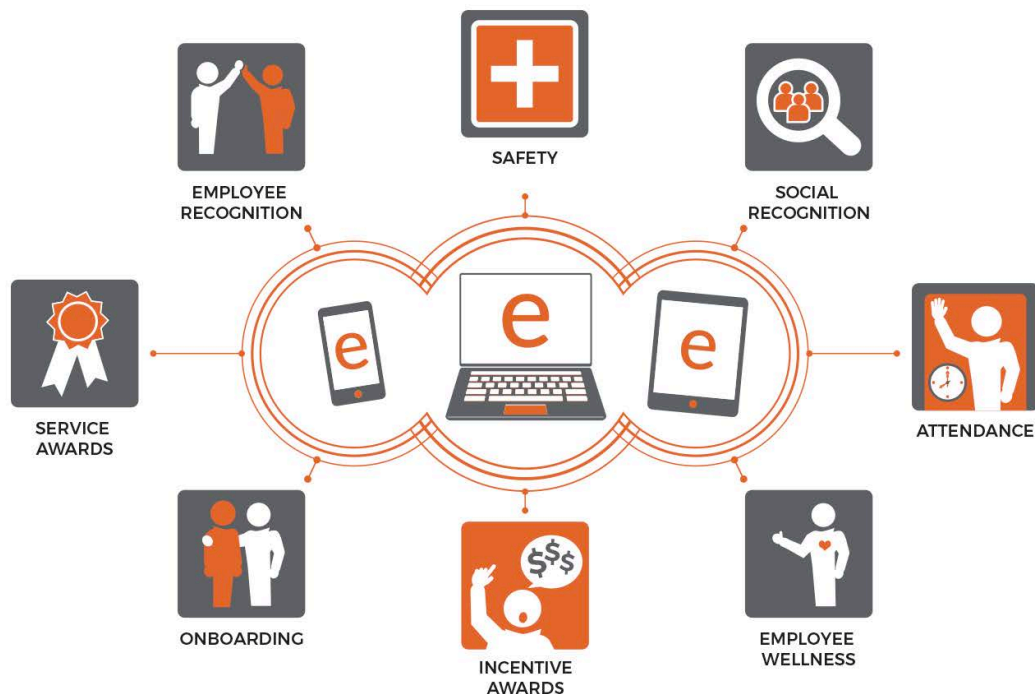 SAFETY
EMPLOYEE
RECOGNITION
SOCIAL
RECOGNITION
e
e
e
SERVICE
AWARDS
ATTENDANCE
$$$
ONBOARDING
INCENTIVE
AWARDS
EMPLOYEE
WELLNESS